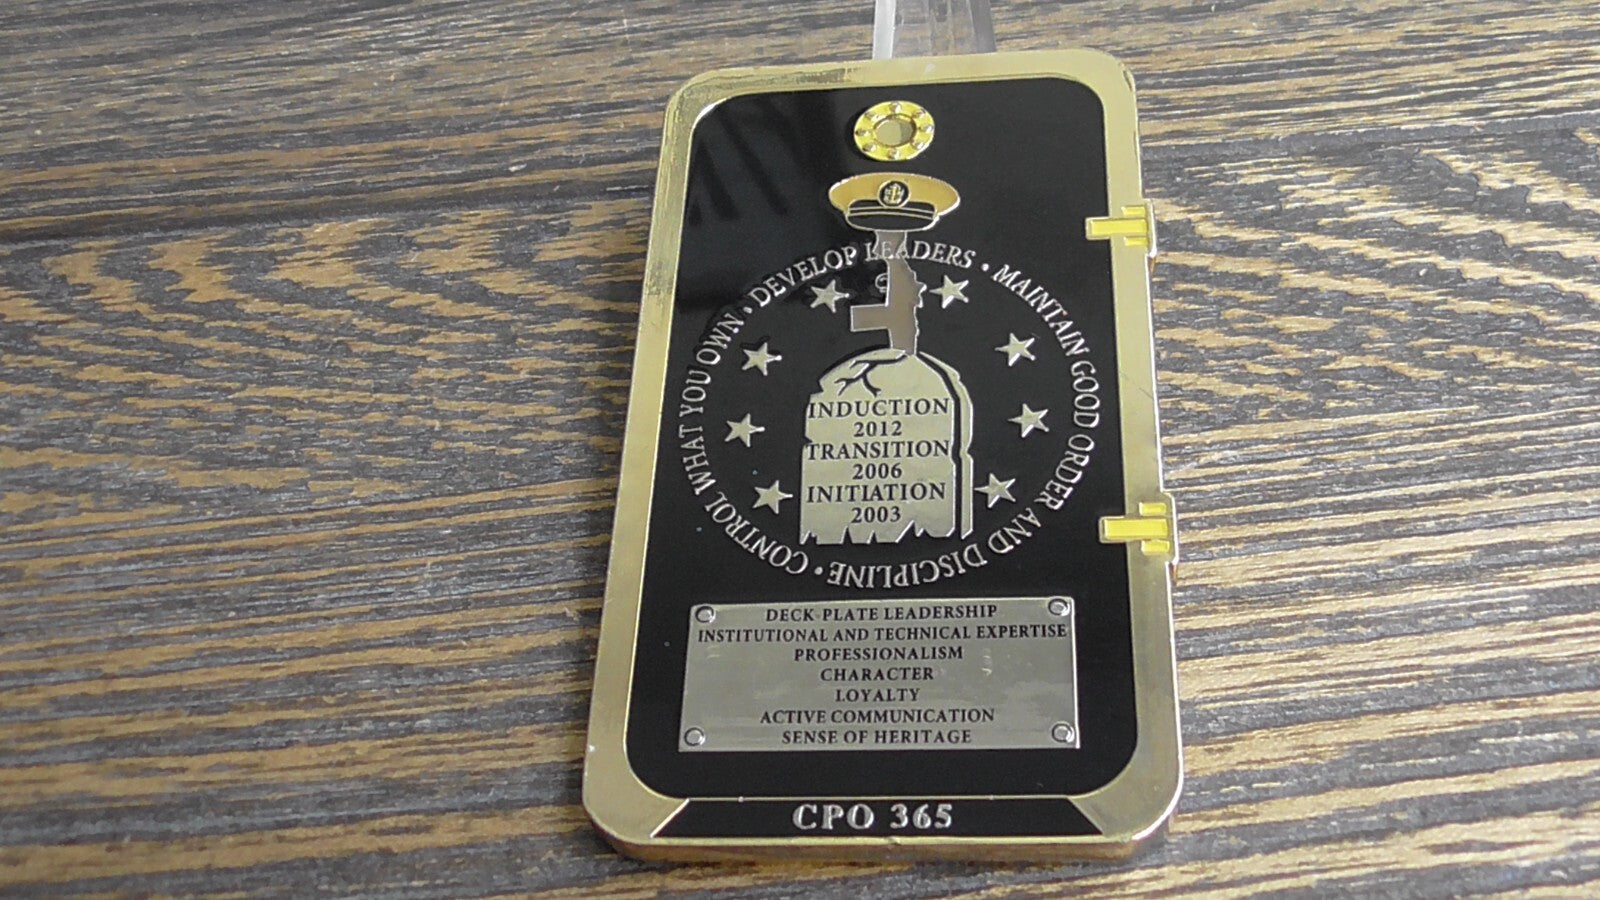 CONTROL WHAT YOU OWN • DEVELOP LEADERS • MAINTAIN GOOD ORDER AND DISCIPLINE •
INDUCTION
2012
TRANSITION
2006
INITIATION
2003
DECK-PLATE LEADERSHIP
INSTITUTIONAL AND TECHNICAL EXPERTISE
PROFESSIONALISM
CHARACTER
LOYALTY
ACTIVE COMMUNICATION
SENSE OF HERITAGE
CPO 365